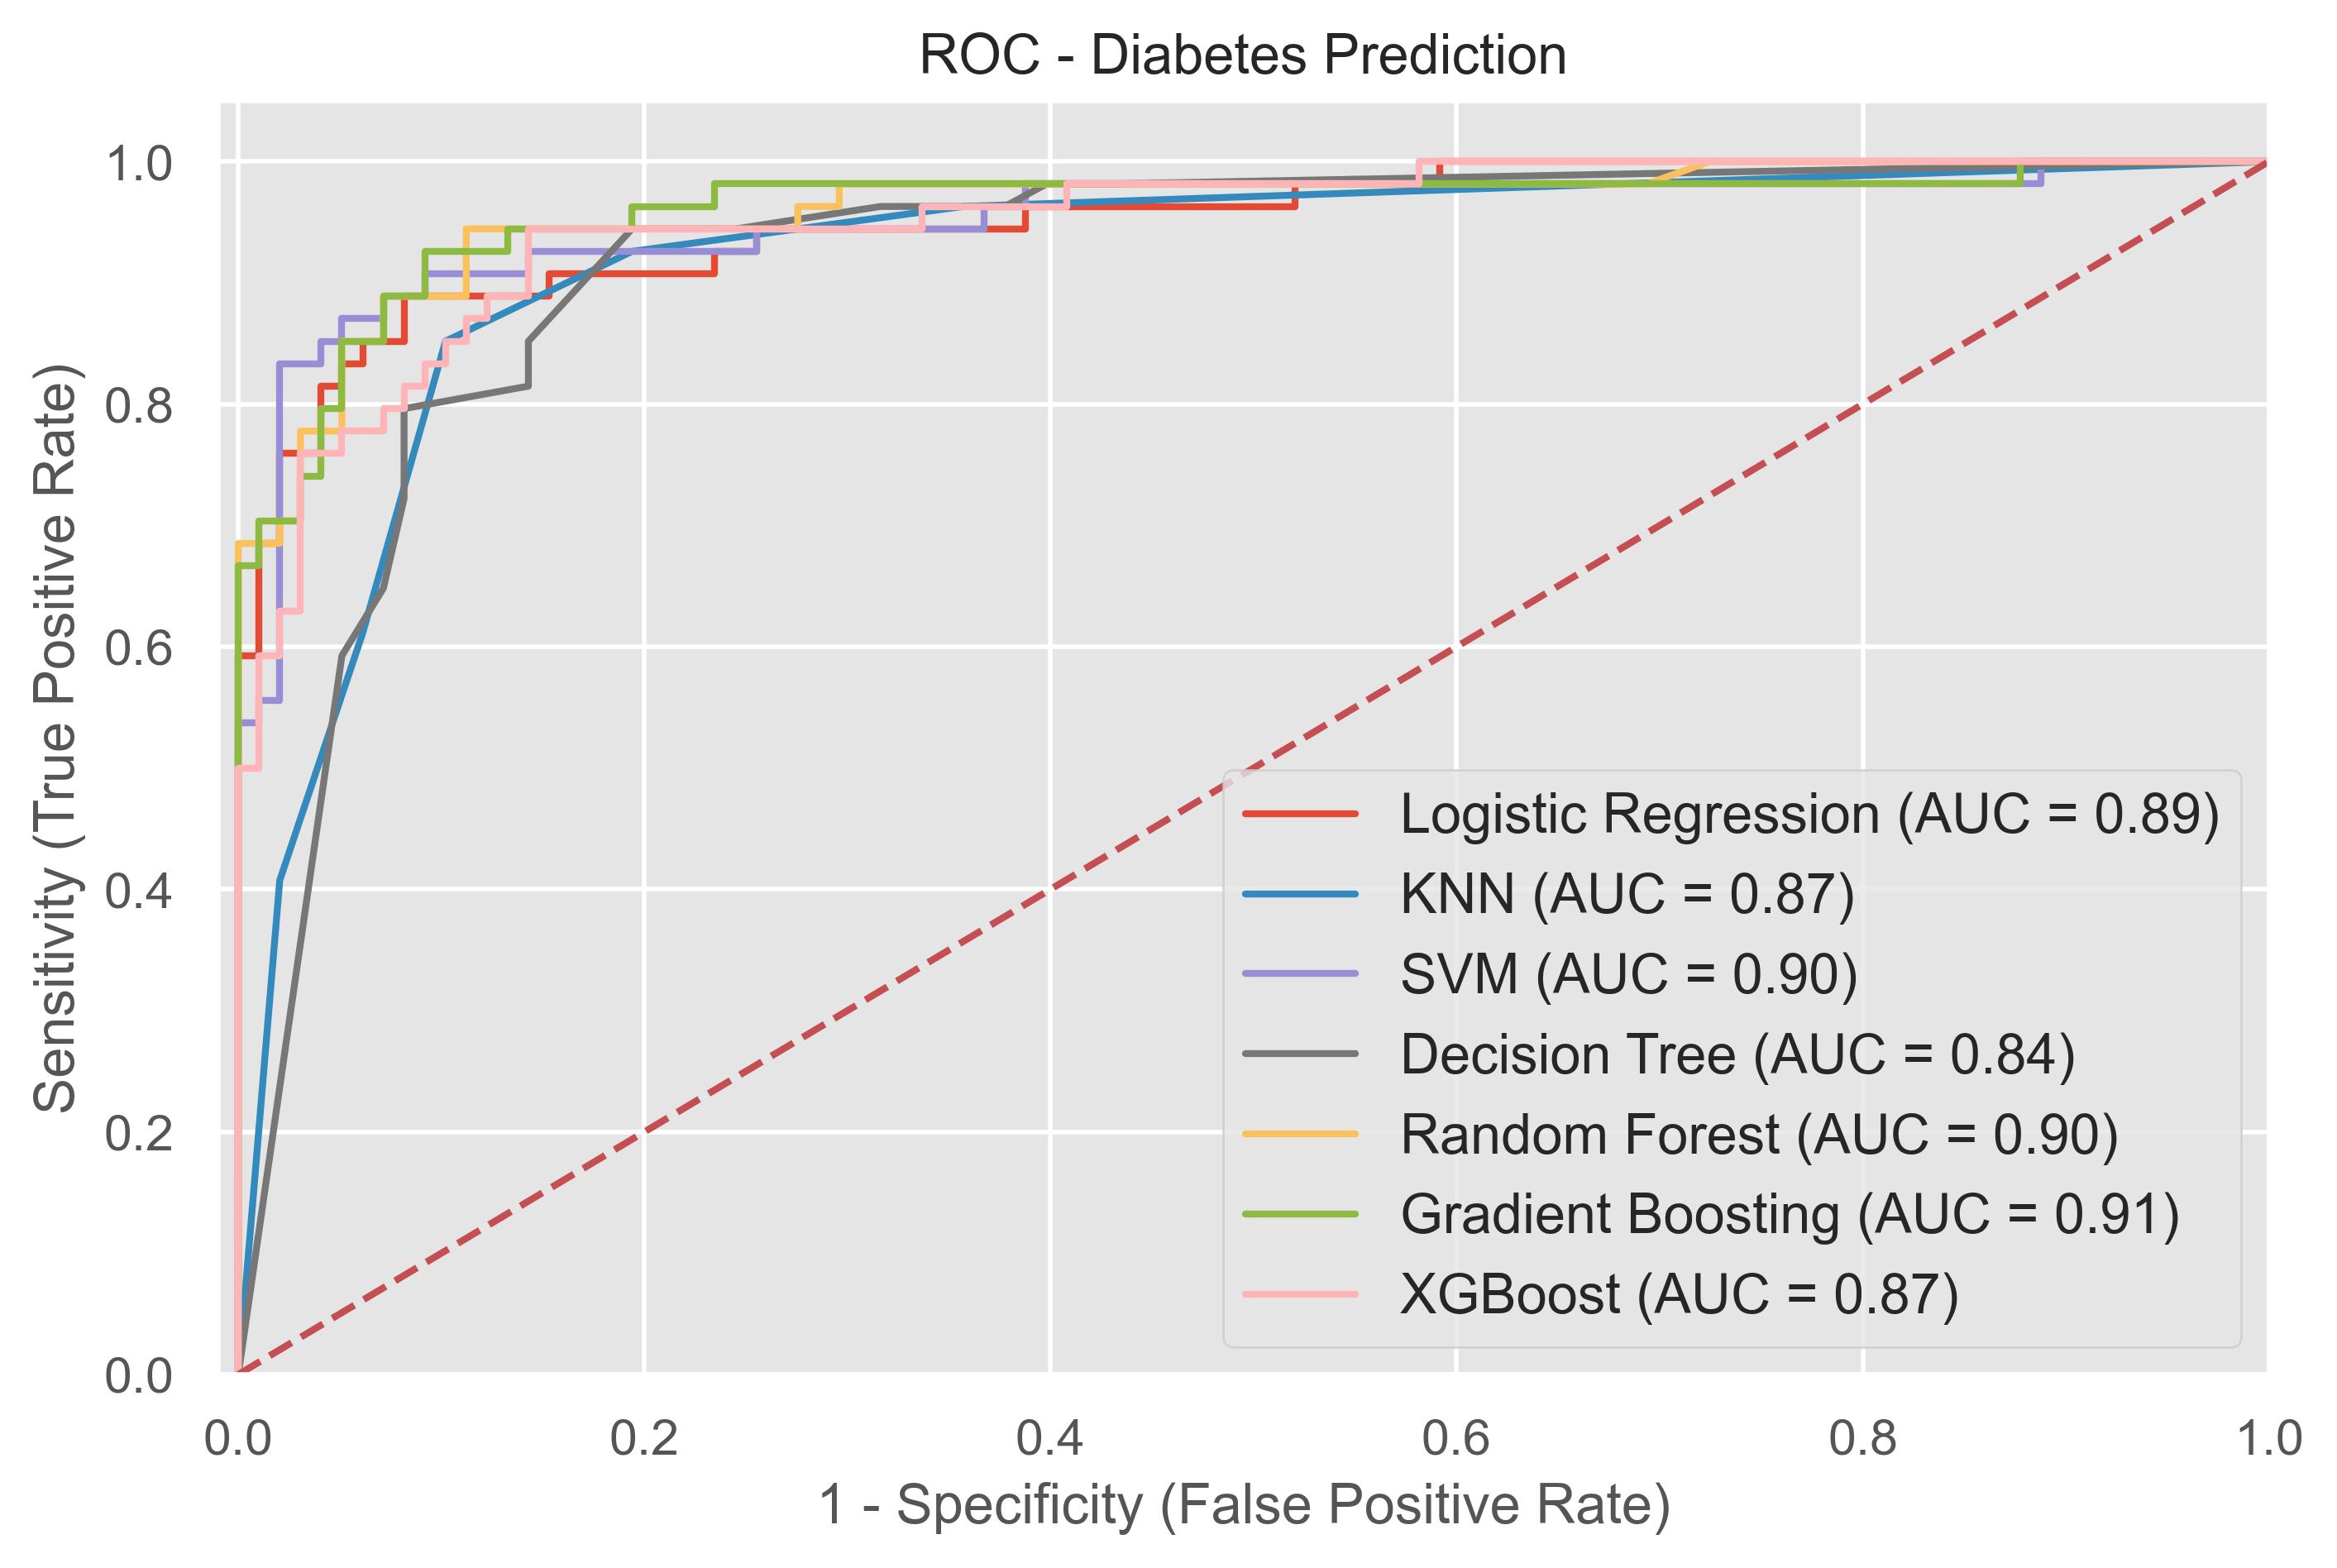 ROC - Diabetes Prediction
Sensitivity (True Positive Rate)
1.0
0.8
0.6
0.4
0.2
0.0
Logistic Regression (AUC = 0.89)
KNN (AUC = 0.87)
SVM (AUC = 0.90)
Decision Tree (AUC = 0.84)
Random Forest (AUC = 0.90)
Gradient Boosting (AUC = 0.91)
XGBoost (AUC = 0.87)
0.0 0.2 0.4 0.6 0.8 1.0
1 - Specificity (False Positive Rate)